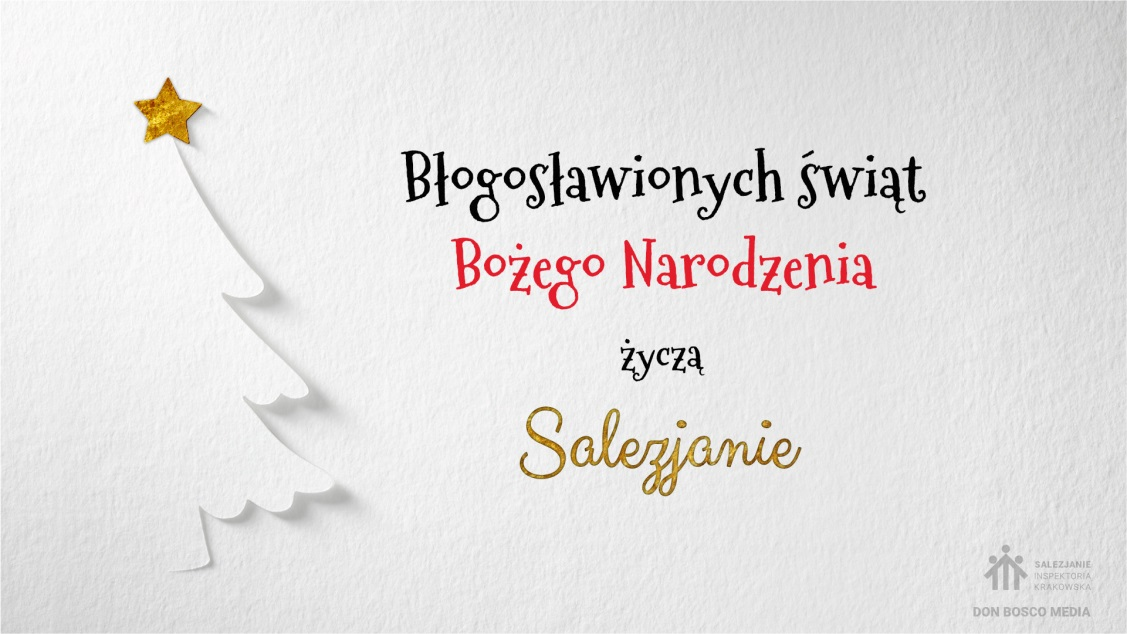 Błogosławionych świąt
Bożego Narodzenia
życzą
Salezjanie
SALEZJANIE
INSPEKTORIA
KRAKOWSKA
DON BOSCO MEDIA